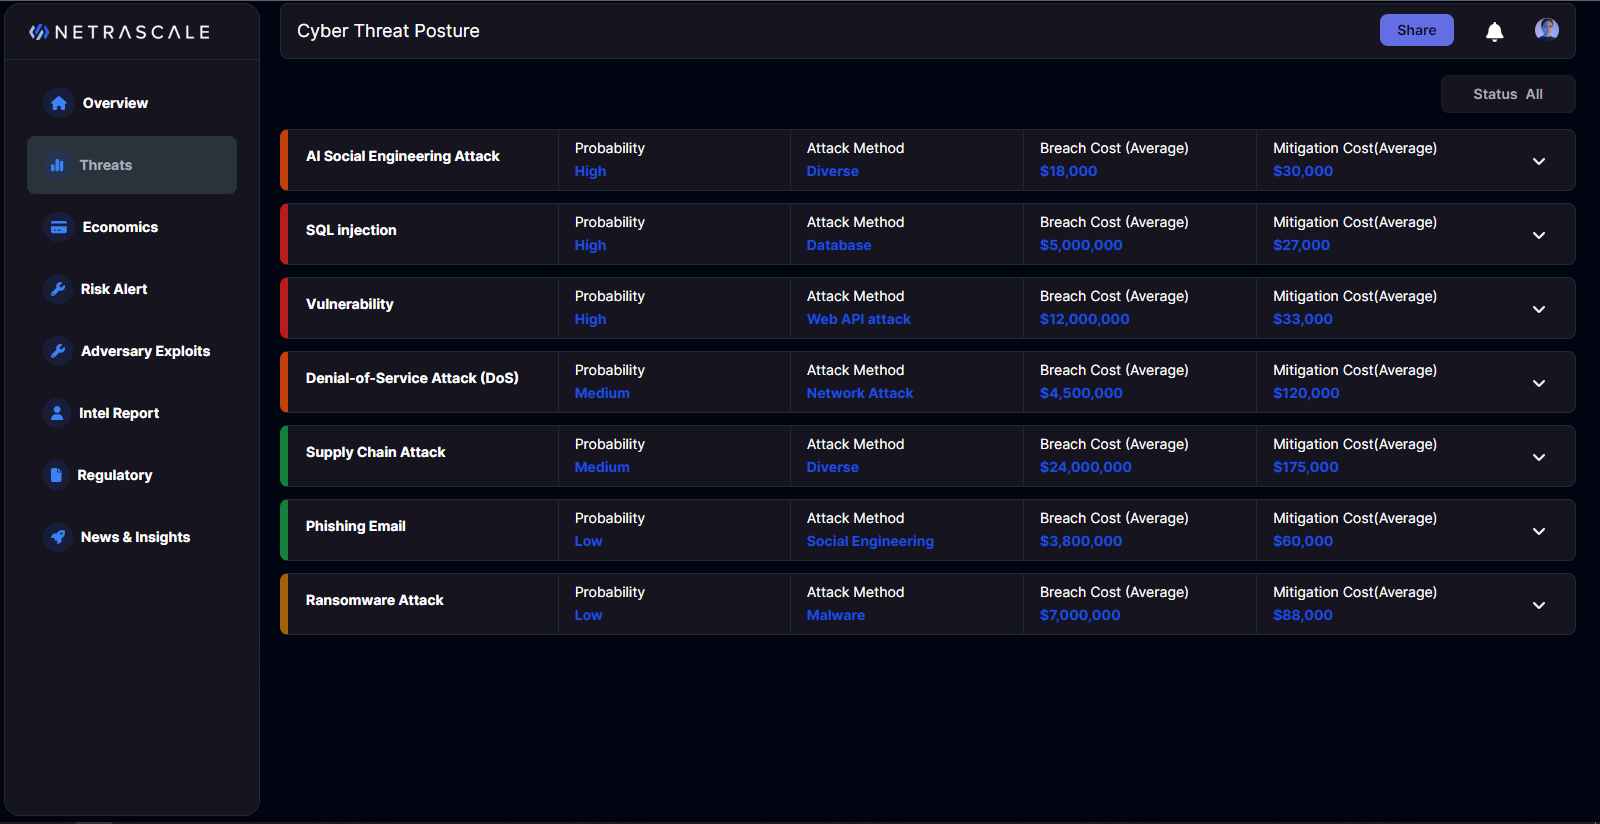 NETRASCALE
Cyber Threat Posture
Share
Overview
Threats
Economics
Risk Alert
Adversary Exploits
Intel Report
Regulatory
News & Insights
Status All
AI Social Engineering Attack
Probability
High
Attack Method
Diverse
Breach Cost (Average)
$18,000
Mitigation Cost(Average)
$30,000
SQL injection
Probability
High
Attack Method
Database
Breach Cost (Average)
$5,000,000
Mitigation Cost(Average)
$27,000
Vulnerability
Probability
High
Attack Method
Web API attack
Breach Cost (Average)
$12,000,000
Mitigation Cost(Average)
$33,000
Denial-of-Service Attack (DoS)
Probability
Medium
Attack Method
Network Attack
Breach Cost (Average)
$4,500,000
Mitigation Cost(Average)
$120,000
Supply Chain Attack
Probability
Medium
Attack Method
Diverse
Breach Cost (Average)
$24,000,000
Mitigation Cost(Average)
$175,000
Phishing Email
Probability
Low
Attack Method
Social Engineering
Breach Cost (Average)
$3,800,000
Mitigation Cost(Average)
$60,000
Ransomware Attack
Probability
Low
Attack Method
Malware
Breach Cost (Average)
$7,000,000
Mitigation Cost(Average)
$88,000